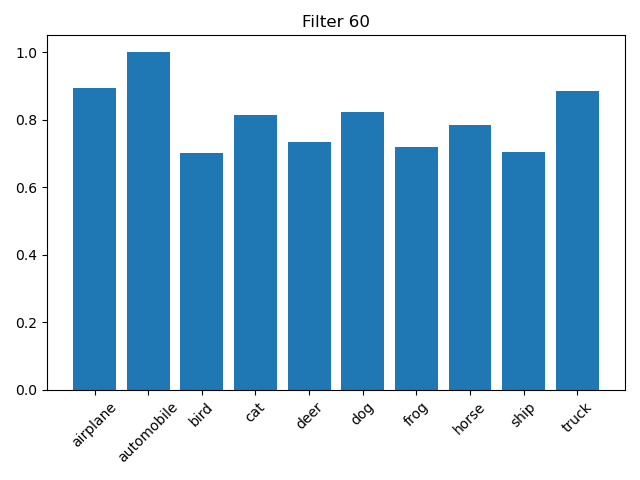 Filter 60
1.0
0.8
0.6
0.4
0.2
0.0
airplane
automobile
bird
cat
deer
dog
frog
horse
ship
truck